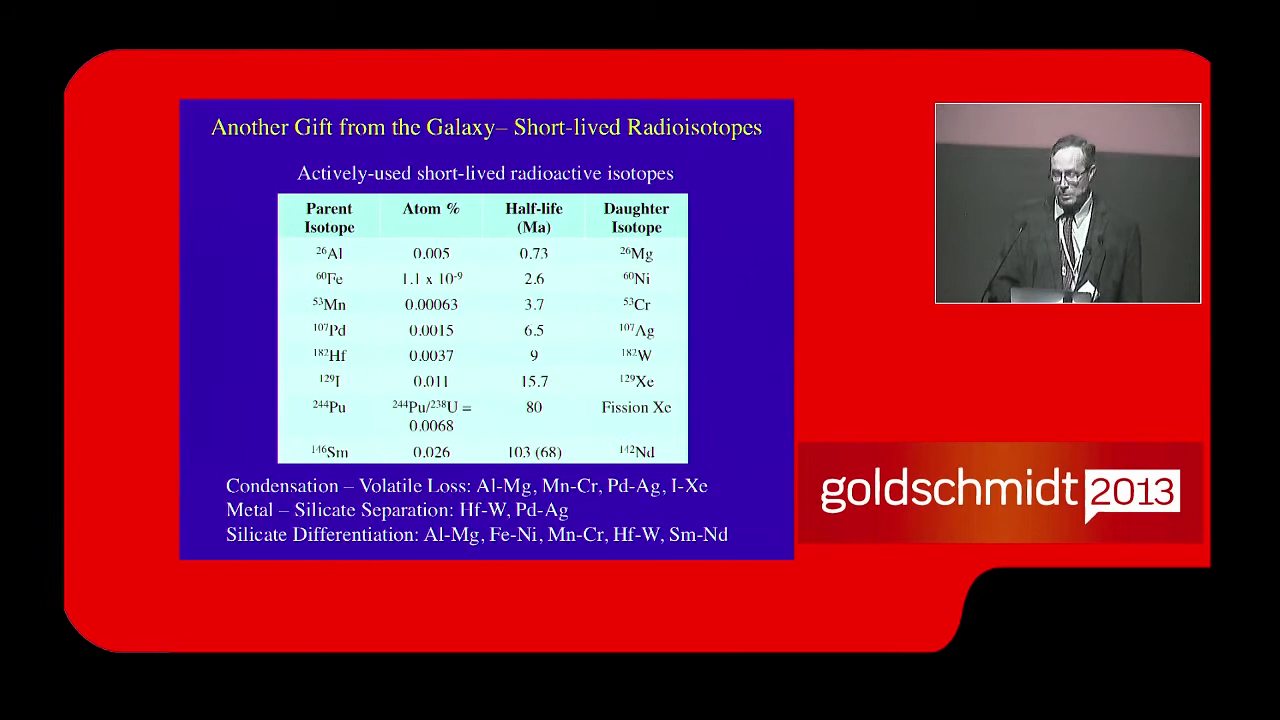 Another Gift from the Galaxy– Short-lived Radioisotopes
Actively-used short-lived radioactive isotopes
Parent Isotope Atom % Half-life (Ma) Daughter Isotope
²⁶Al 0.005 0.73 ²⁶Mg
⁶⁰Fe 1.1 x 10⁻⁹ 2.6 ⁶⁰Ni
⁵³Mn 0.00063 3.7 ⁵³Cr
¹⁰⁷Pd 0.0015 6.5 ¹⁰⁷Ag
¹⁸²Hf 0.0037 9 ¹⁸²W
¹²⁹I 0.011 15.7 ¹²⁹Xe
²⁴⁴Pu ²⁴⁴Pu/²³⁸U = 0.0068 80 Fission Xe
¹⁴⁶Sm 0.026 103 (68) ¹⁴²Nd
Condensation – Volatile Loss: Al-Mg, Mn-Cr, Pd-Ag, I-Xe
Metal – Silicate Separation: Hf-W, Pd-Ag
Silicate Differentiation: Al-Mg, Fe-Ni, Mn-Cr, Hf-W, Sm-Nd
goldschmidt 2013